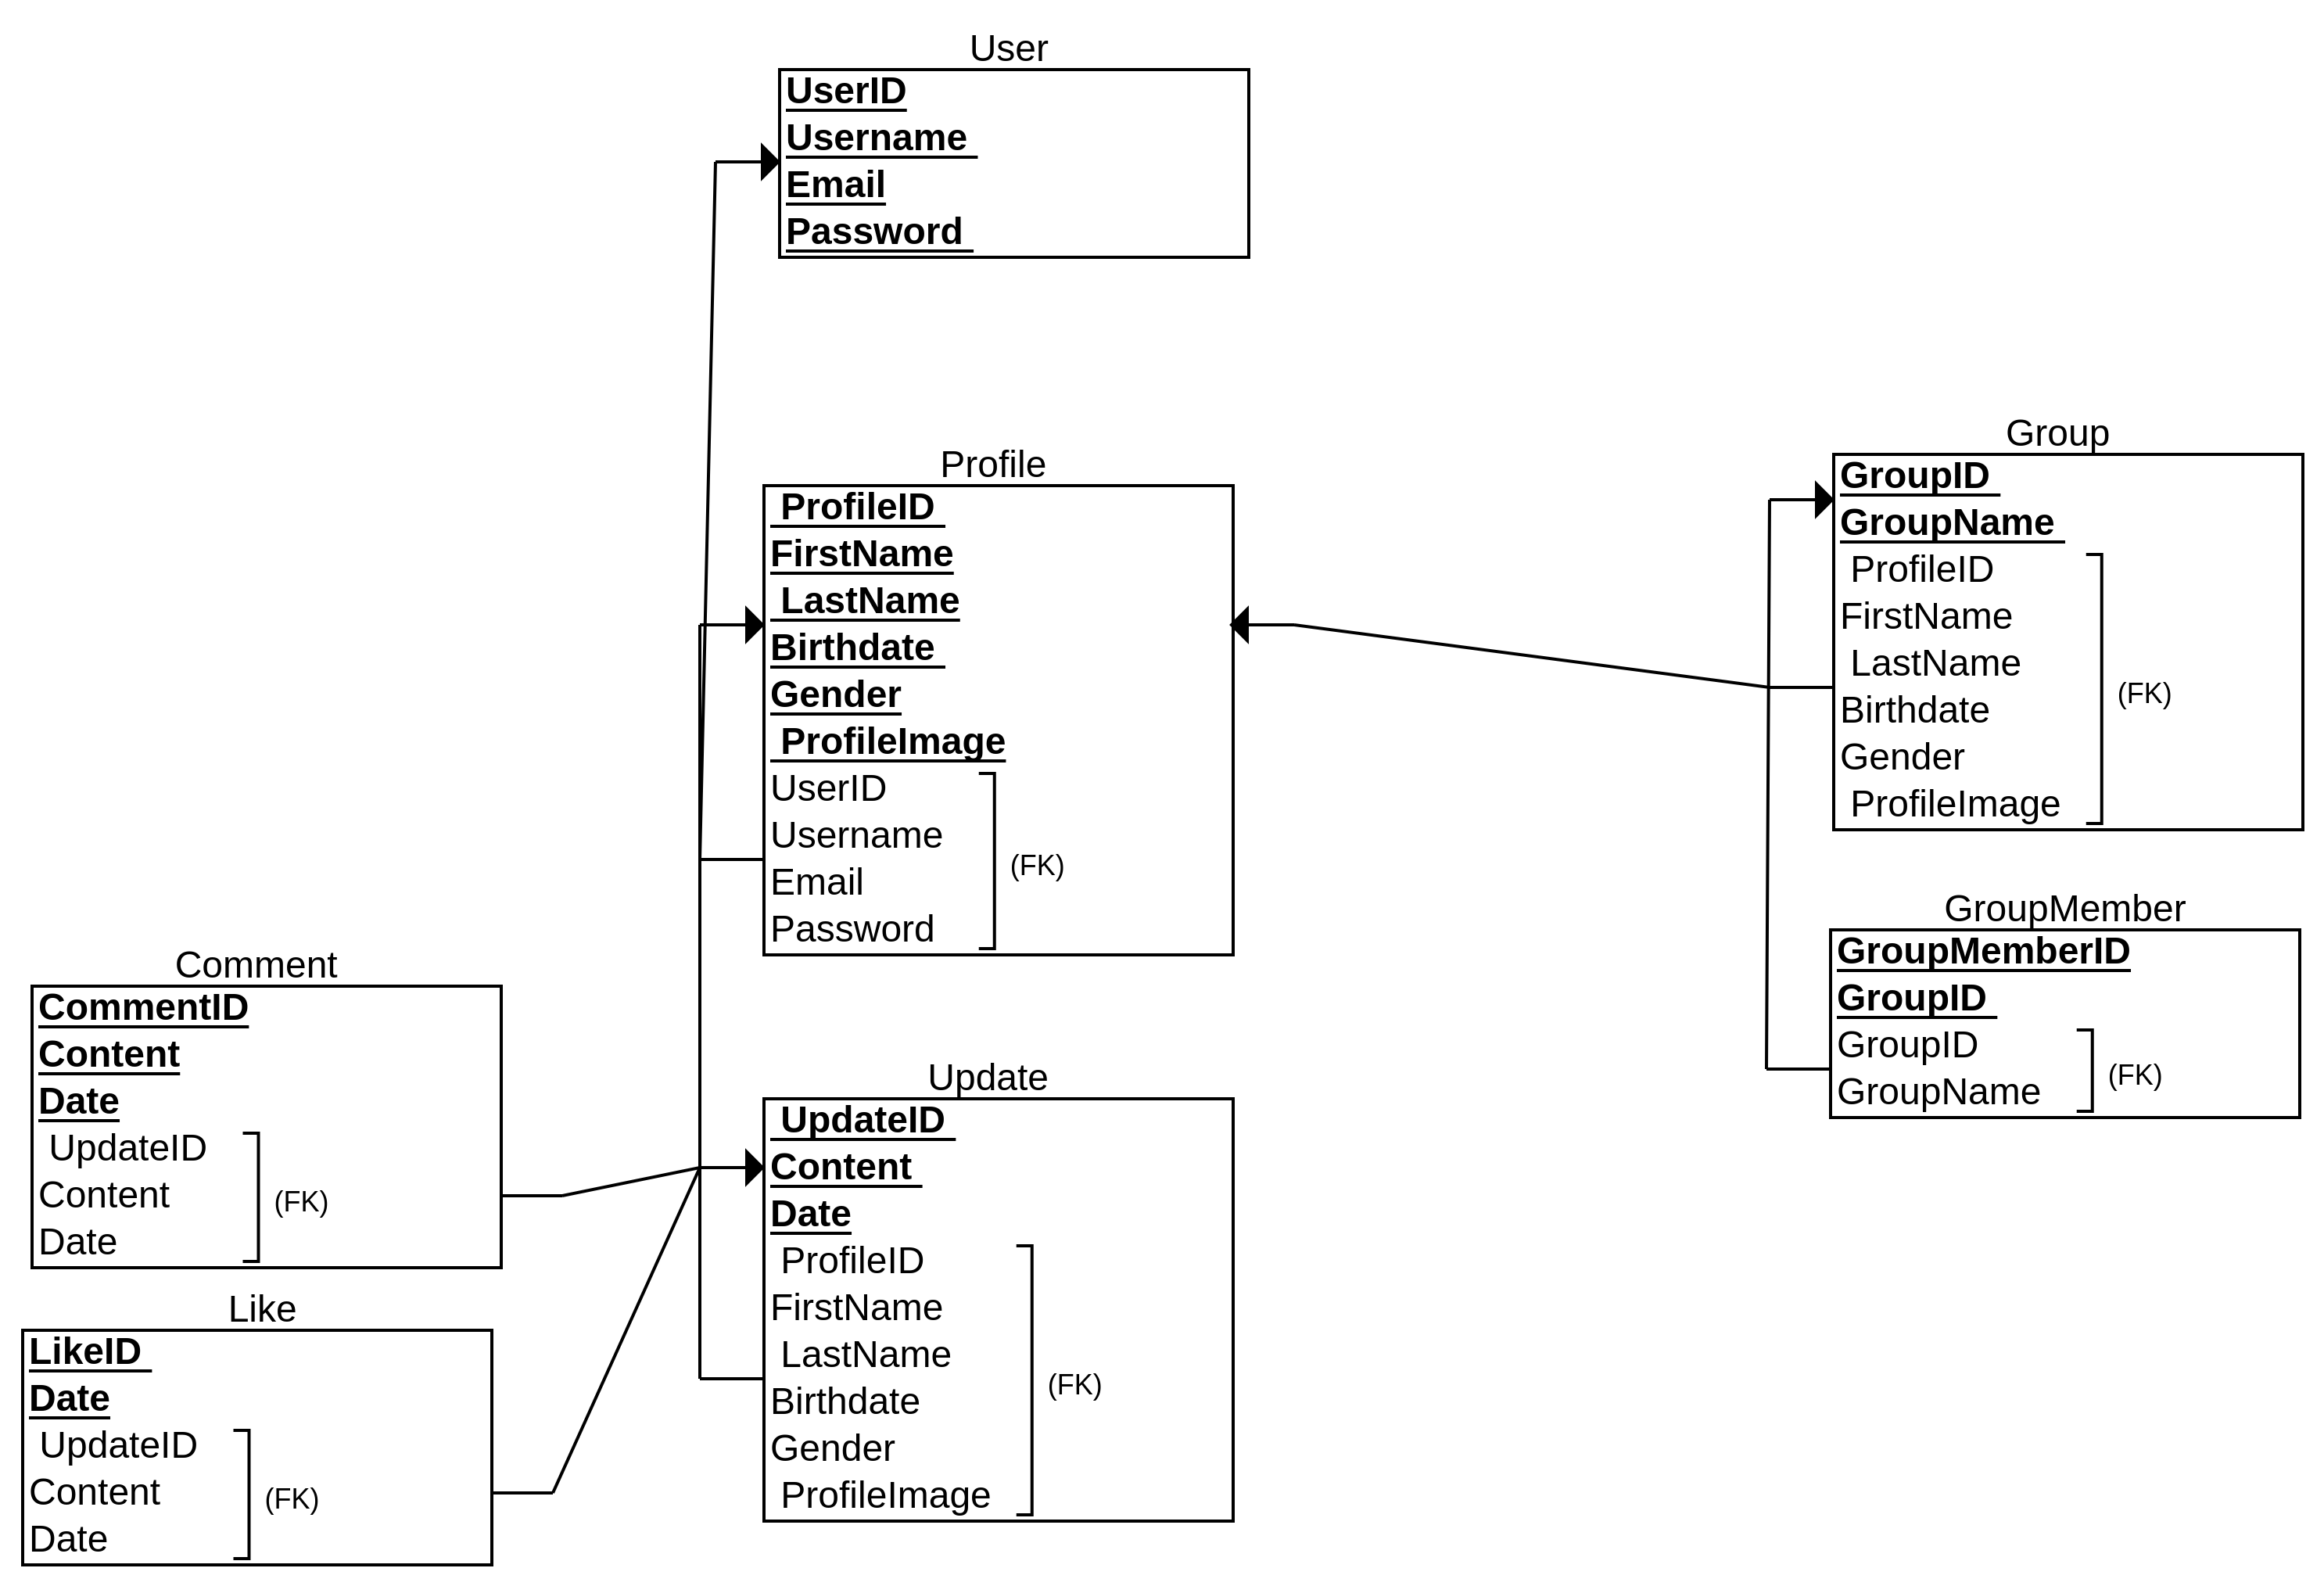 User
UserID
Username
Email
Password
Profile
ProfileID
FirstName
LastName
Birthdate
Gender
ProfileImage
UserID
Username
Email
Password
(FK)
Group
GroupID
GroupName
ProfileID
FirstName
LastName
Birthdate
Gender
ProfileImage
(FK)
GroupMember
GroupMemberID
GroupID
GroupID
GroupName
(FK)
Comment
CommentID
Content
Date
UpdateID
Content
Date
(FK)
Update
UpdateID
Content
Date
ProfileID
FirstName
LastName
Birthdate
Gender
ProfileImage
(FK)
Like
LikeID
Date
UpdateID
Content
Date
(FK)